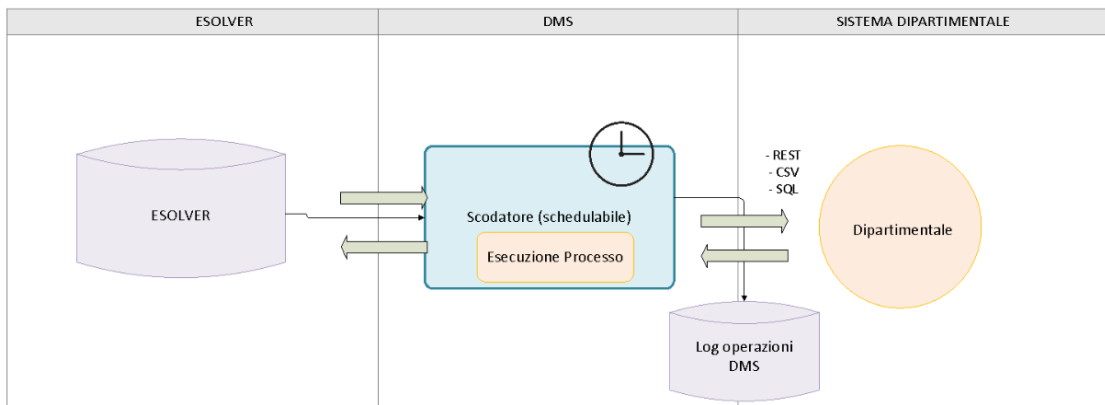 ESOLVER
DMS
SISTEMA DIPARTIMENTALE
- REST
- CSV
- SQL
ESOLVER
Scodatore (schedulabile)
Esecuzione Processo
Dipartimentale
Log operazioni
DMS